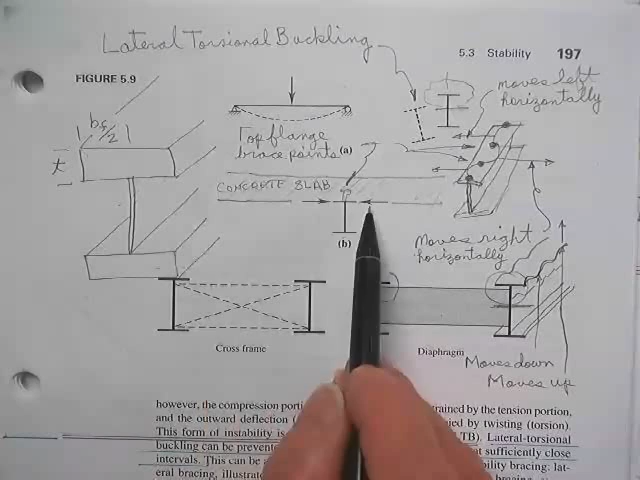 Lateral Torsional Buckling
5.3 Stability 197
FIGURE 5.9
moves left
horizontally
bf/2
t
Top flange
brace points
(a)
CONCRETE SLAB
(b)
Moves right
horizontally
Cross frame
Diaphragm
Moves down
Moves up
however, the compression
rained by the tension portion,
and the outward deflection (
ied by twisting (torsion).
This form of instability is
TB). Lateral-torsional
buckling can be prevente
at sufficiently close
intervals. This can be a
bility bracing: lat-
eral bracing, illustrate